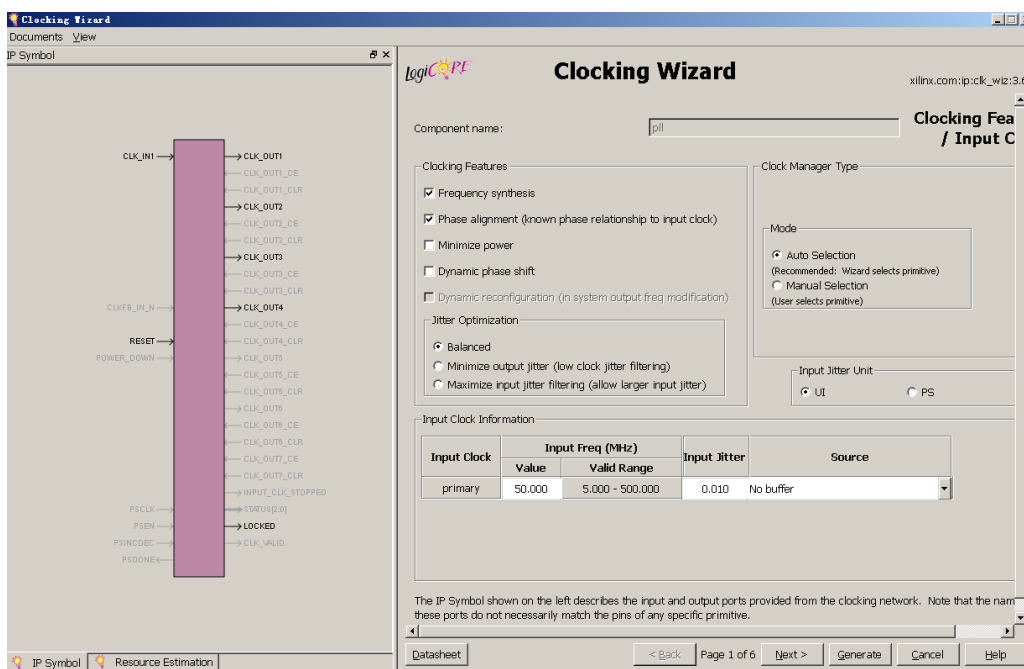 Clocking Wizard
Documents View
IP Symbol
CLK_IN1
CLKFB_IN_N
RESET
POWER_DOWN
PSCLK
PSEN
PSINCDEC
PSDONE
CLK_OUT1
CLK_OUT1_CE
CLK_OUT1_CLR
CLK_OUT2
CLK_OUT2_CE
CLK_OUT2_CLR
CLK_OUT3
CLK_OUT3_CE
CLK_OUT3_CLR
CLK_OUT4
CLK_OUT4_CE
CLK_OUT4_CLR
CLK_OUT5
CLK_OUT5_CE
CLK_OUT5_CLR
CLK_OUT6
CLK_OUT6_CE
CLK_OUT6_CLR
CLK_OUT7_CE
CLK_OUT7_CLR
INPUT_CLK_STOPPED
STATUS[2:0]
LOCKED
CLK_VALID
IP Symbol
Resource Estimation
LogiCORE
Clocking Wizard
xilinx.com:ip:clk_wiz:3.6
Component name: pll
Clocking Fea
/ Input C
Clocking Features
Frequency synthesis
Phase alignment (known phase relationship to input clock)
Minimize power
Dynamic phase shift
Dynamic reconfiguration (in system output freq modification)
Jitter Optimization
Balanced
Minimize output jitter (low clock jitter filtering)
Maximize input jitter filtering (allow larger input jitter)
Clock Manager Type
Mode
Auto Selection
(Recommended: Wizard selects primitive)
Manual Selection
(User selects primitive)
Input Jitter Unit
UI PS
Input Clock Information
Input Clock Input Freq (MHz) Input Jitter Source
Value Valid Range
primary 50.000 5.000 - 500.000 0.010 No buffer
The IP Symbol shown on the left describes the input and output ports provided from the clocking network. Note that the nam
these ports do not necessarily match the pins of any specific primitive.
Datasheet < Back Page 1 of 6 Next > Generate Cancel Help